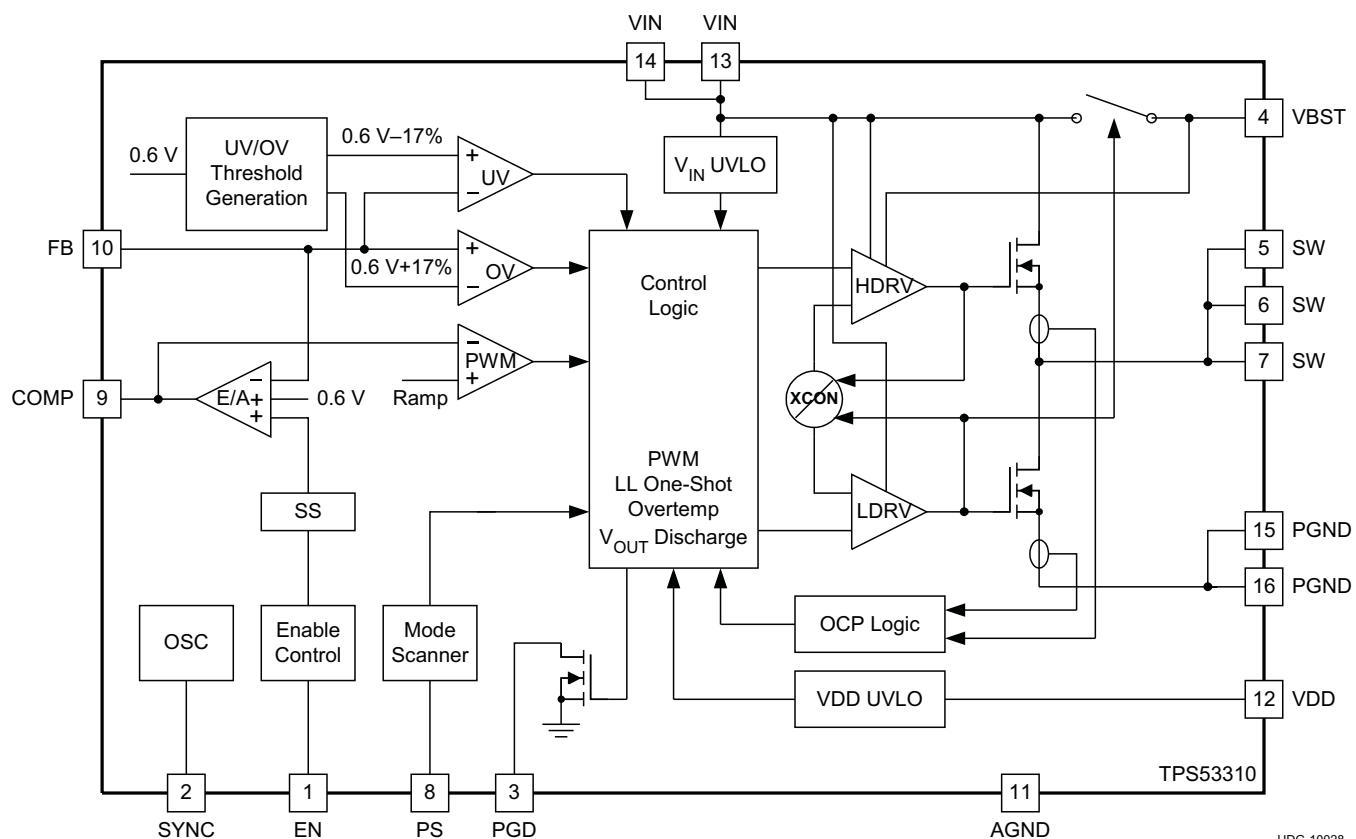 VIN
VIN
14
13
4
VBST
0.6 V
UV/OV
Threshold
Generation
0.6 V–17%
+
–
UV
V_IN UVLO
FB
10
0.6 V+17%
+
–
OV
Control
Logic
HDRV
5
SW
6
SW
7
SW
COMP
9
E/A
–
+
+
0.6 V
–
+
PWM
Ramp
XCON
SS
PWM
LL One-Shot
Overtemp
V_OUT Discharge
LDRV
15
PGND
16
PGND
OSC
Enable
Control
Mode
Scanner
OCP Logic
VDD UVLO
12
VDD
TPS53310
2
1
8
3
11
SYNC
EN
PS
PGD
AGND
UDG-10028